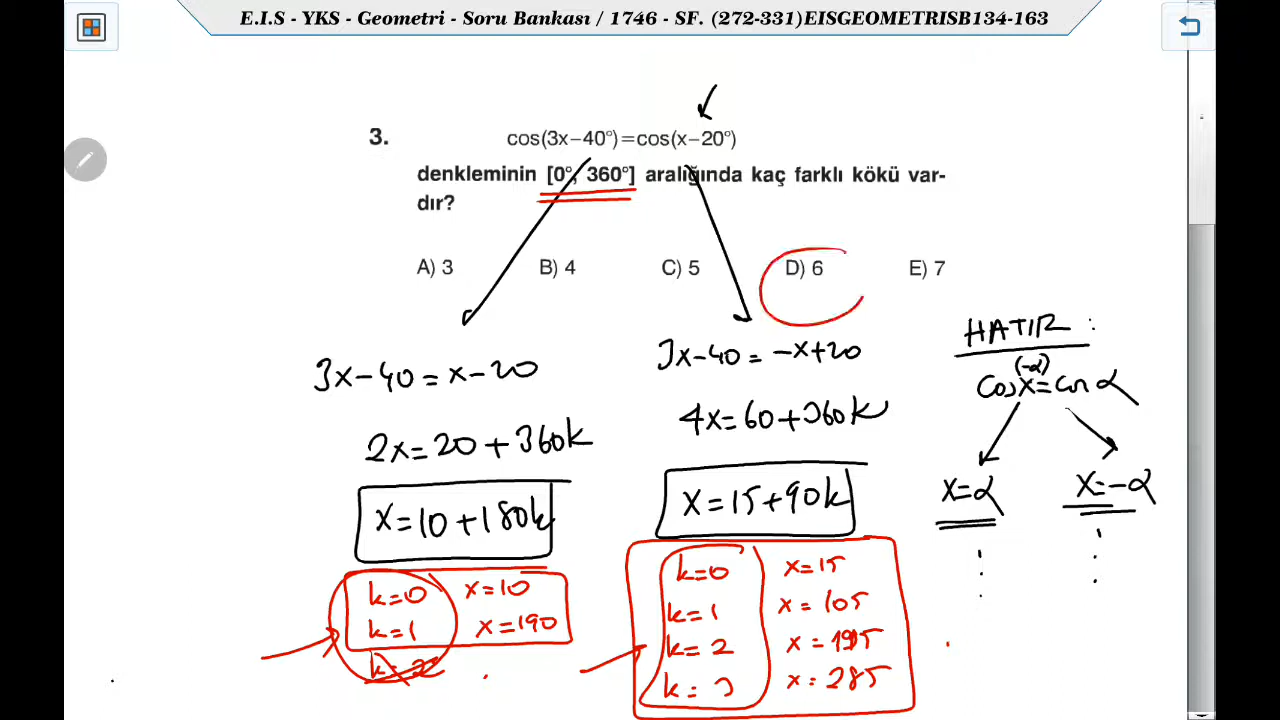 E.I.S - YKS - Geometri - Soru Bankası / 1746 - SF. (272-331)EISGEOMETRISB134-163
3. cos(3x−40°)=cos(x−20°)
denkleminin [0°, 360°] aralığında kaç farklı kökü var-
dır?
A) 3 B) 4 C) 5 D) 6 E) 7
3x−40=x−20
2x=20+360k
x=10+180k
k=0 x=10
k=1 x=190
k=2
3x−40=−x+20
4x=60+360k
x=15+90k
k=0 x=15
k=1 x=105
k=2 x=195
k=3 x=285
HATIR :
(-α)
cosx=cosα
x=α x=−α